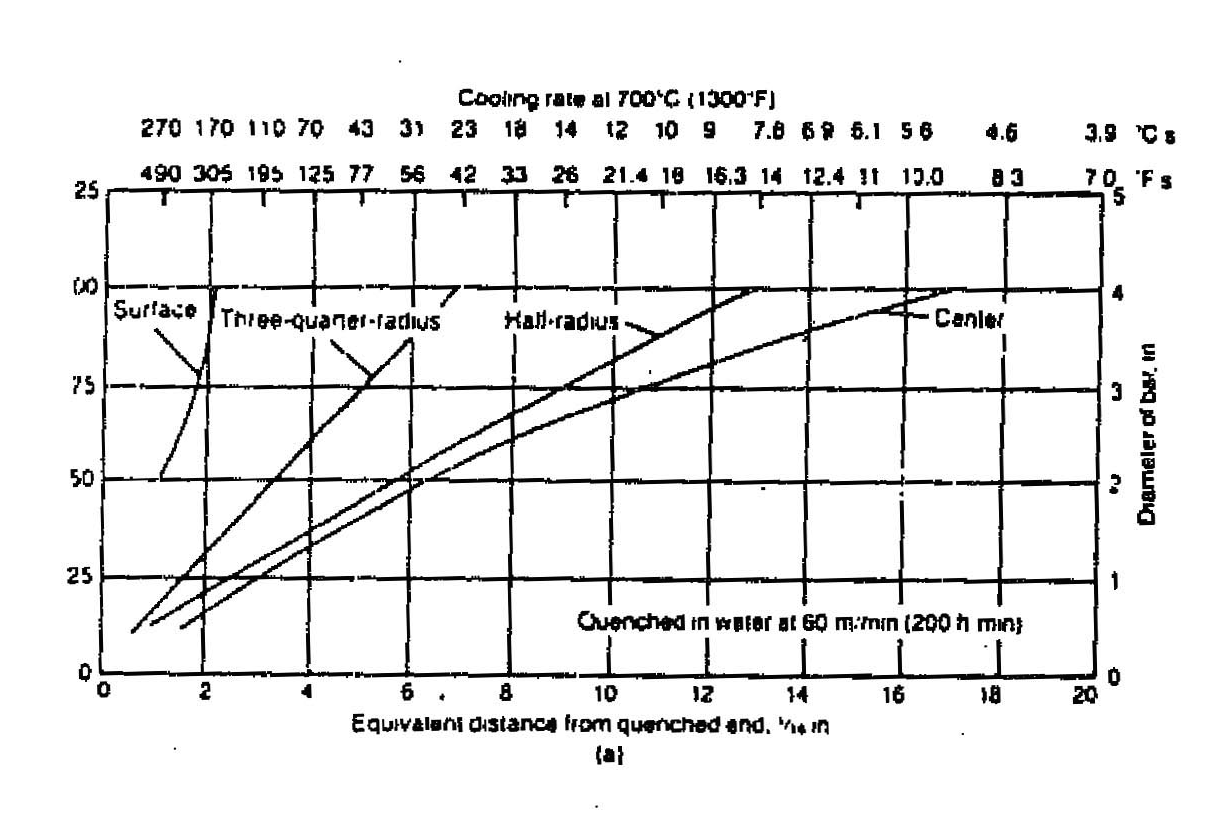 Cooling rate at 700°C (1300°F)
270 170 110 70 43 31 23 18 14 12 10 9 7.8 6.9 6.1 5.6 4.6 3.9 °C s
490 305 195 125 77 56 42 33 26 21.4 18 16.3 14 12.4 11 10.0 8.3 7.0 °F s
25 5
00 4
Surface Three-quarter-radius Half-radius Center
75 3
50 2
25 1
Quenched in water at 60 m/min (200 ft min)
0 0
0 2 4 6 8 10 12 14 16 18 20
Equivalent distance from quenched end, 1/16 in
(a)
Diameter of bar, in